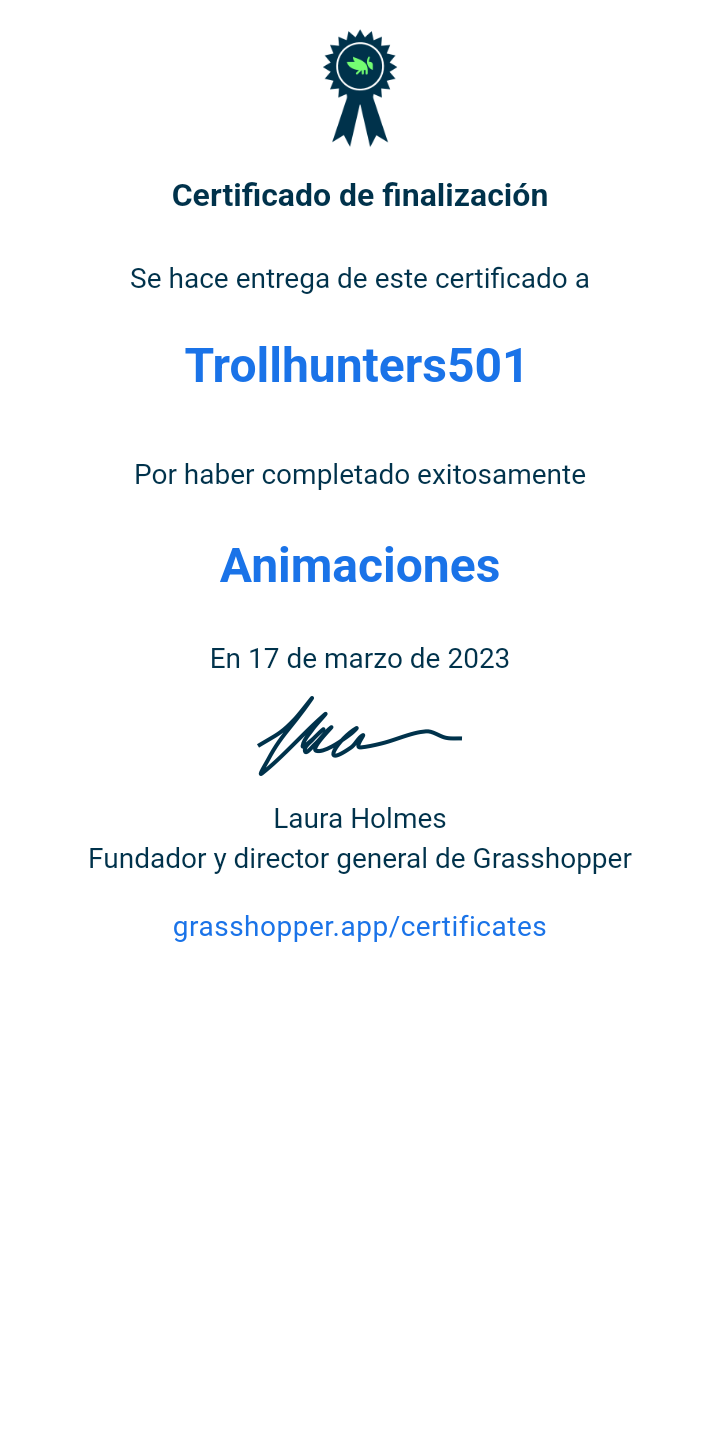 Certificado de finalización
Se hace entrega de este certificado a
Trollhunters501
Por haber completado exitosamente
Animaciones
En 17 de marzo de 2023
Laura Holmes
Fundador y director general de Grasshopper
grasshopper.app/certificates